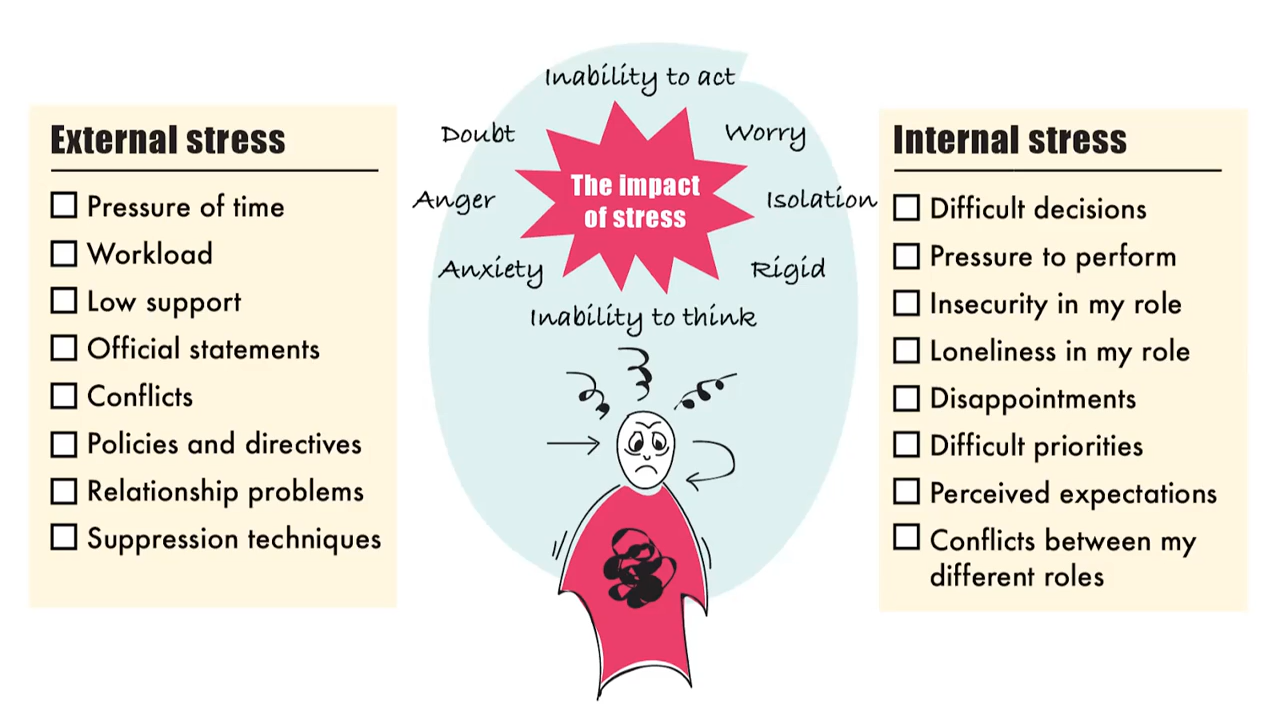 External stress
Pressure of time
Workload
Low support
Official statements
Conflicts
Policies and directives
Relationship problems
Suppression techniques
Inability to act
Doubt
Worry
Anger
The impact
of stress
Isolation
Anxiety
Rigid
Inability to think
Internal stress
Difficult decisions
Pressure to perform
Insecurity in my role
Loneliness in my role
Disappointments
Difficult priorities
Perceived expectations
Conflicts between my
different roles